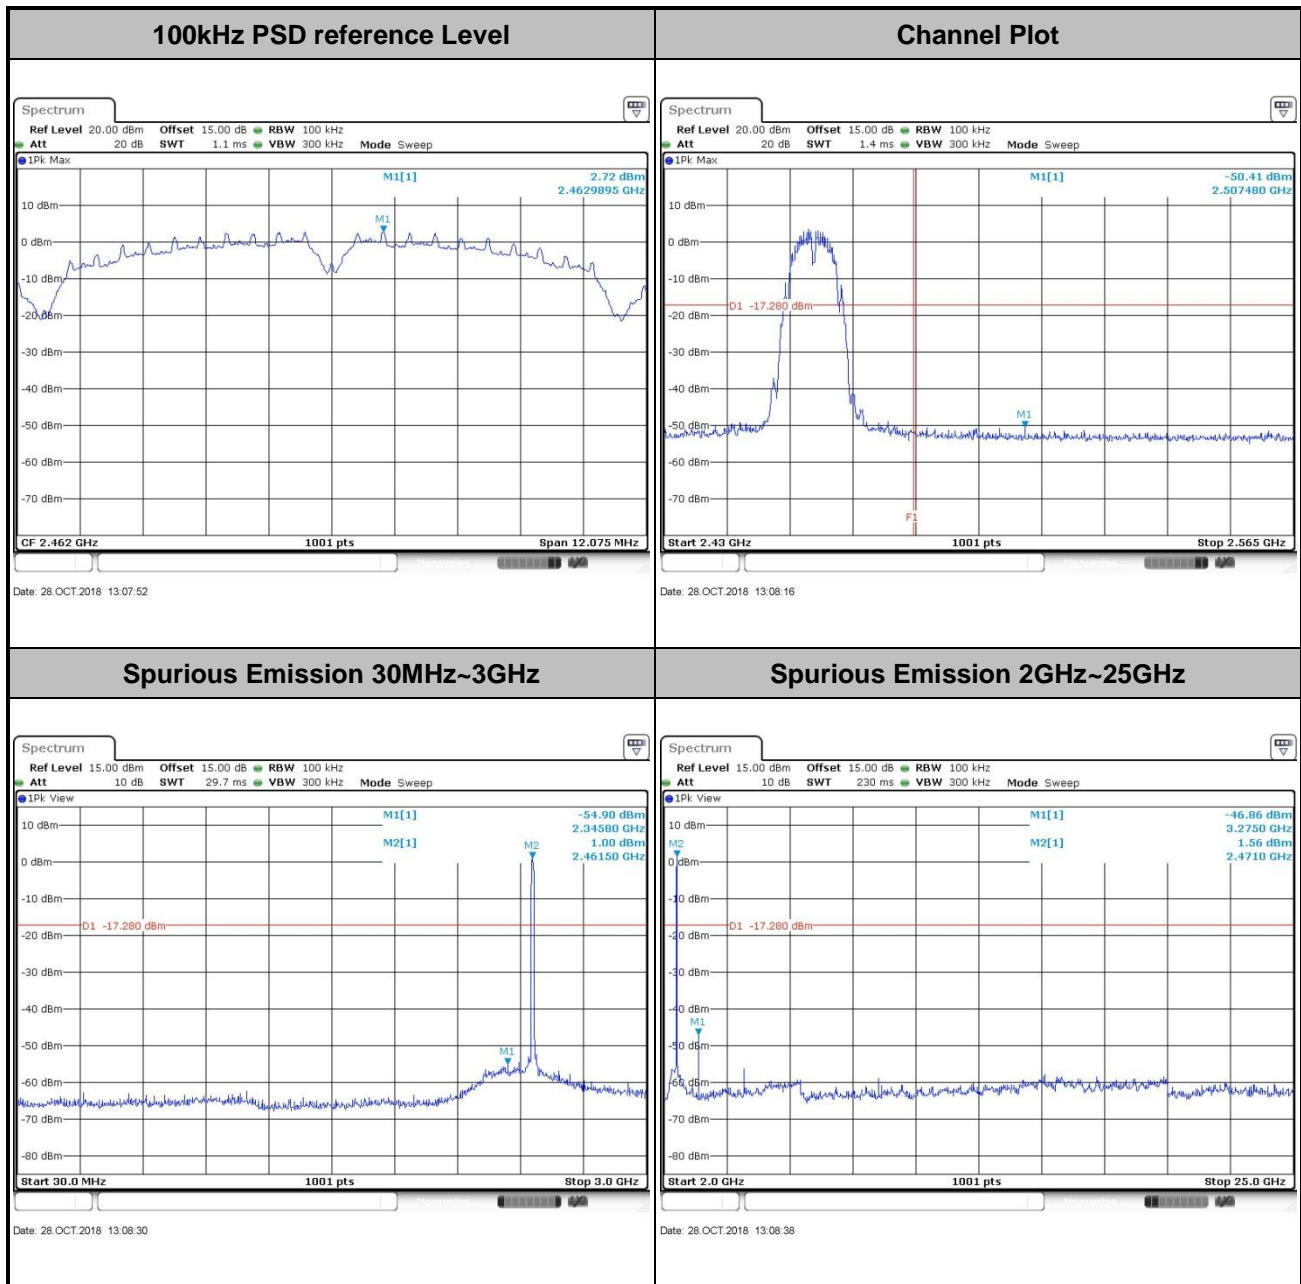 100kHz PSD reference Level
Channel Plot
Spectrum
Ref Level 20.00 dBm Offset 15.00 dB RBW 100 kHz
Att 20 dB SWT 1.1 ms VBW 300 kHz Mode Sweep
1Pk Max
M1[1] 2.72 dBm
2.4629895 GHz
M1
10 dBm
0 dBm
-10 dBm
-20 dBm
-30 dBm
-40 dBm
-50 dBm
-60 dBm
-70 dBm
CF 2.462 GHz 1001 pts Span 12.075 MHz
Date: 28.OCT.2018 13:07:52
Spectrum
Ref Level 20.00 dBm Offset 15.00 dB RBW 100 kHz
Att 20 dB SWT 1.4 ms VBW 300 kHz Mode Sweep
1Pk Max
M1[1] -50.41 dBm
2.507480 GHz
10 dBm
0 dBm
-10 dBm
D1 -17.280 dBm
-20 dBm
-30 dBm
-40 dBm
M1
-50 dBm
-60 dBm
-70 dBm
F1
Start 2.43 GHz 1001 pts Stop 2.565 GHz
Date: 28.OCT.2018 13:08:16
Spurious Emission 30MHz~3GHz
Spurious Emission 2GHz~25GHz
Spectrum
Ref Level 15.00 dBm Offset 15.00 dB RBW 100 kHz
Att 10 dB SWT 29.7 ms VBW 300 kHz Mode Sweep
1Pk View
M1[1] -54.90 dBm
2.34580 GHz
M2[1] 1.00 dBm
2.46150 GHz
10 dBm
M2
0 dBm
-10 dBm
D1 -17.280 dBm
-20 dBm
-30 dBm
-40 dBm
-50 dBm
M1
-60 dBm
-70 dBm
-80 dBm
Start 30.0 MHz 1001 pts Stop 3.0 GHz
Date: 28.OCT.2018 13:08:30
Spectrum
Ref Level 15.00 dBm Offset 15.00 dB RBW 100 kHz
Att 10 dB SWT 230 ms VBW 300 kHz Mode Sweep
1Pk View
M1[1] -46.86 dBm
3.2750 GHz
M2[1] 1.56 dBm
2.4710 GHz
10 dBm
M2
0 dBm
-10 dBm
D1 -17.280 dBm
-20 dBm
-30 dBm
-40 dBm
M1
-50 dBm
-60 dBm
-70 dBm
-80 dBm
Start 2.0 GHz 1001 pts Stop 25.0 GHz
Date: 28.OCT.2018 13:08:38